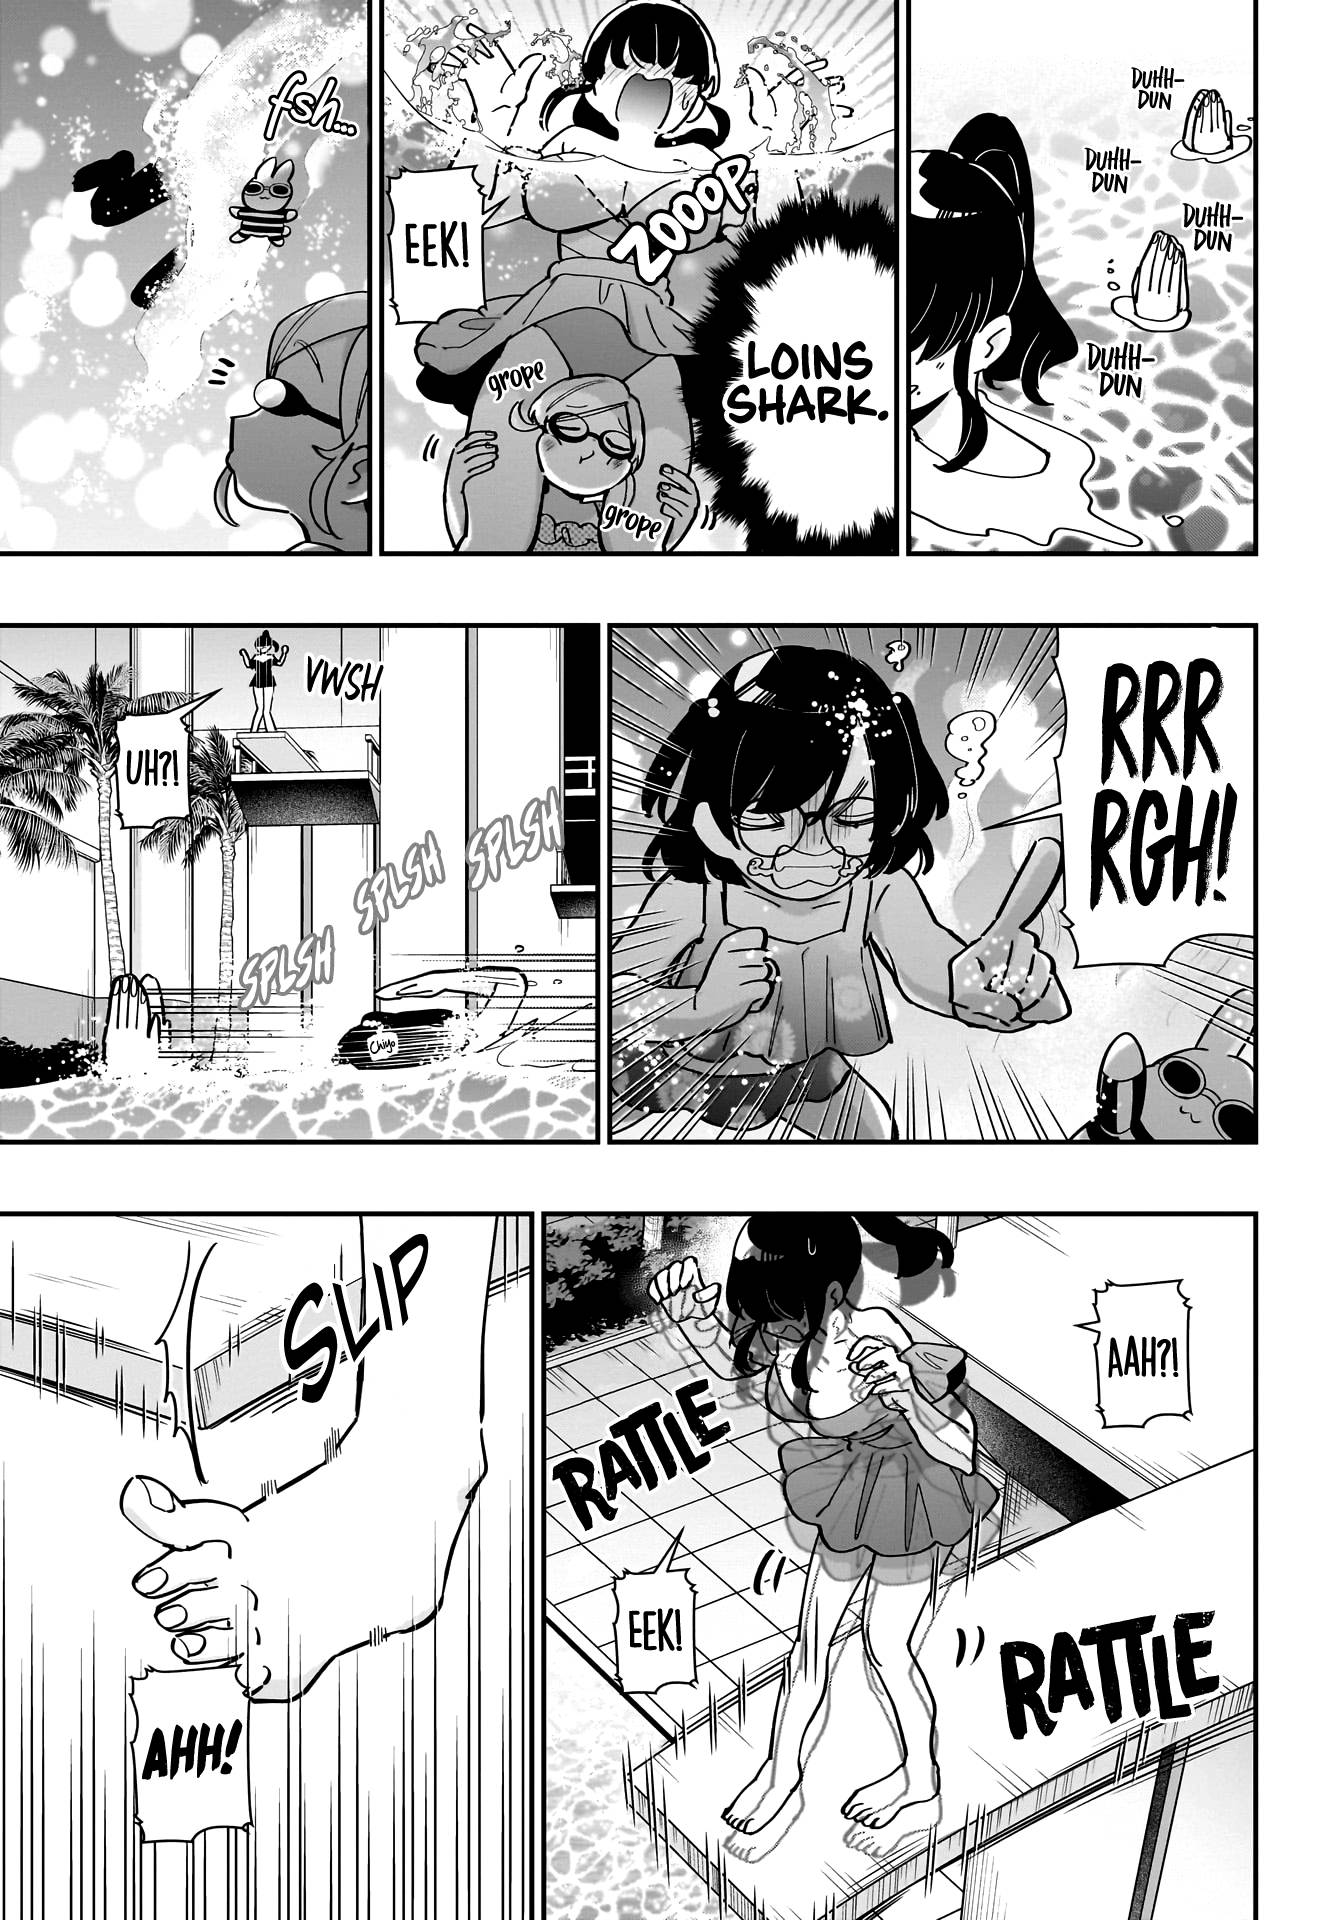 DUHH-
DUN
DUHH-
DUN
DUHH-
DUN
DUHH-
DUN
LOINS
SHARK.
ZOOOP
EEK!
grope
grope
fsh...
RRR
RGH!
VWSH
UH?!
SPLSH
SPLSH
SPLSH
Chiyo
AAH?!
RATTLE
EEK!
RATTLE
SLIP
AHH!